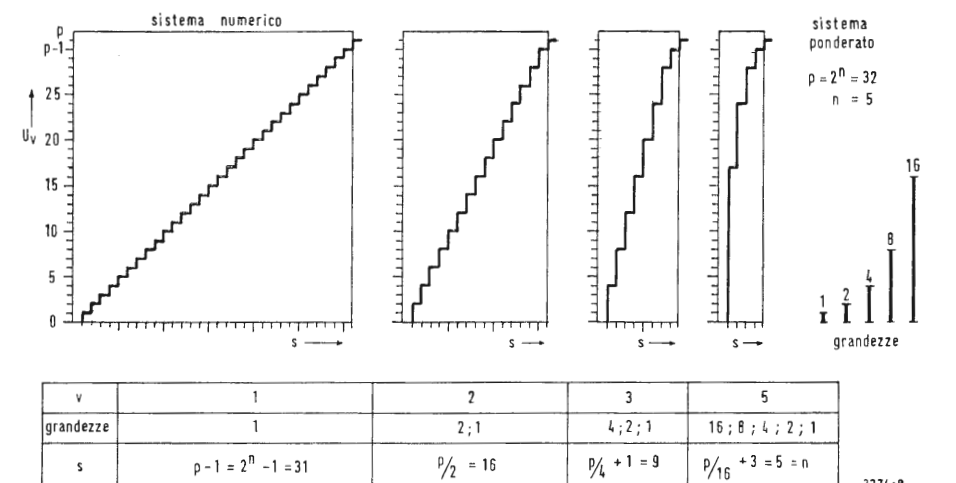 sistema numerico
p
p-1
25
20
15
10
5
0
U_v
s
s
s
s
sistema
ponderato
p = 2^n = 32
n = 5
1 2 4 8 16
grandezze
v 1 2 3 5
grandezze 1 2;1 4;2;1 16;8;4;2;1
s p-1 = 2^n -1 = 31 p/2 = 16 p/4 +1 = 9 p/16 +3 = 5 = n